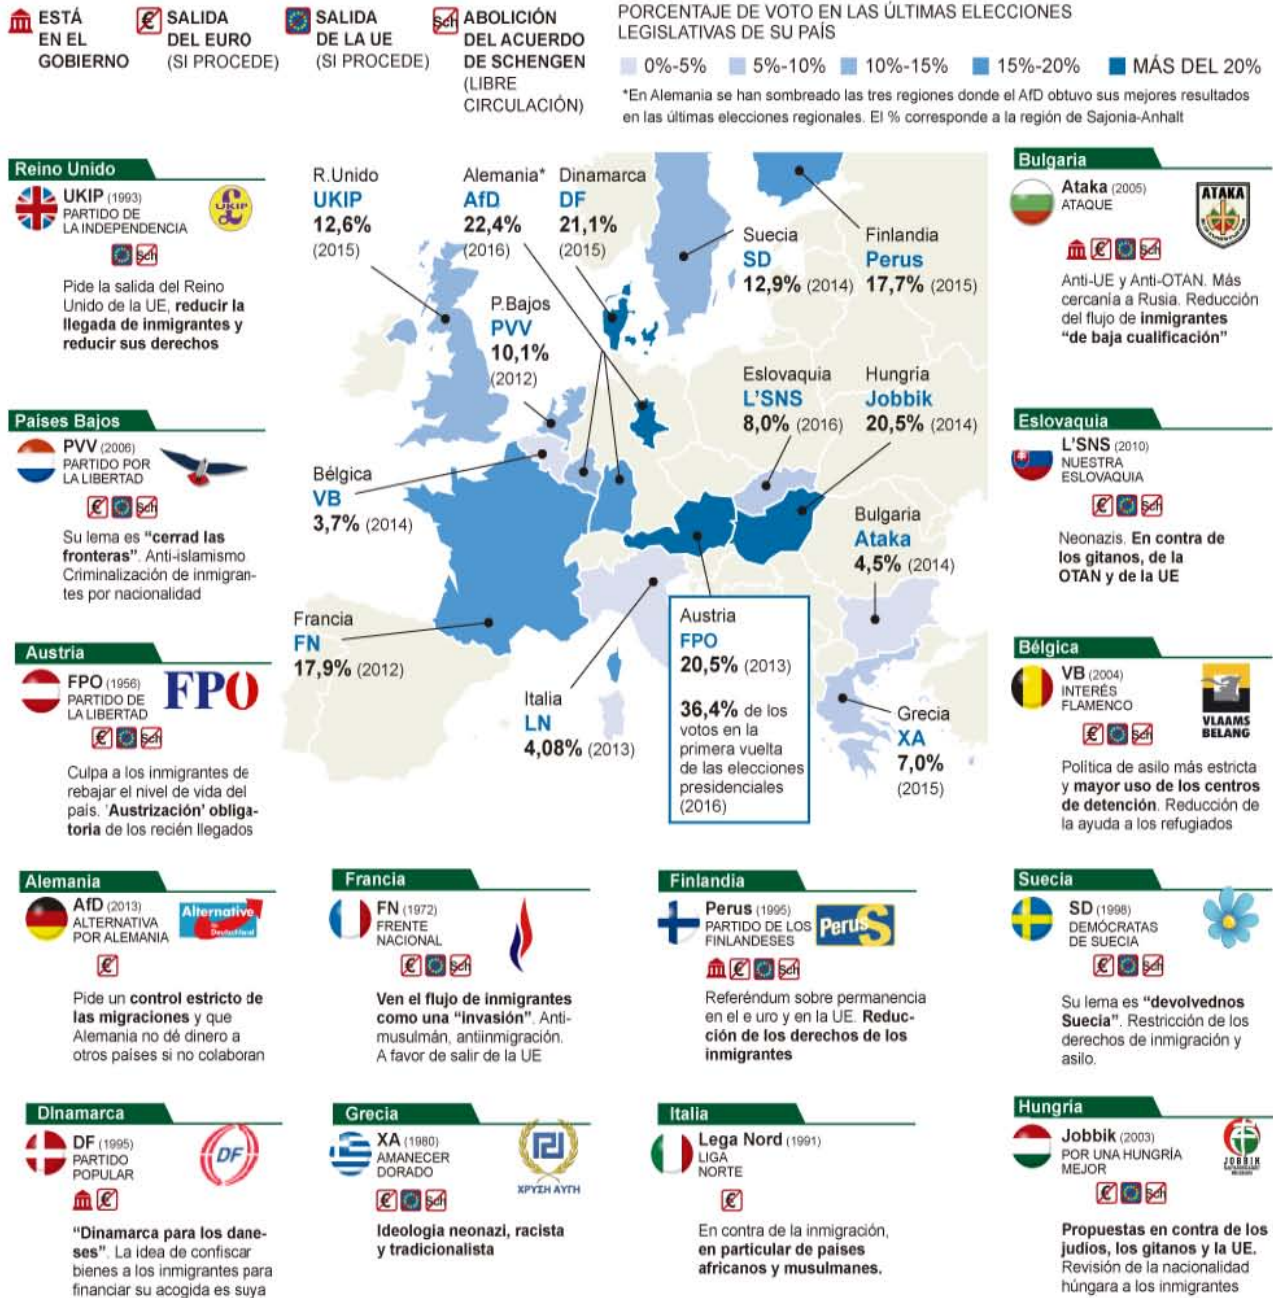 ESTÁ
EN EL
GOBIERNO
SALIDA
DEL EURO
(SI PROCEDE)
SALIDA
DE LA UE
(SI PROCEDE)
Sch
ABOLICIÓN
DEL ACUERDO
DE SCHENGEN
(LIBRE
CIRCULACIÓN)
PORCENTAJE DE VOTO EN LAS ÚLTIMAS ELECCIONES
LEGISLATIVAS DE SU PAÍS
0%-5% 5%-10% 10%-15% 15%-20% MÁS DEL 20%
*En Alemania se han sombreado las tres regiones donde el AfD obtuvo sus mejores resultados
en las últimas elecciones regionales. El % corresponde a la región de Sajonia-Anhalt
Reino Unido
UKIP (1993)
PARTIDO DE
LA INDEPENDENCIA
UKIP
Sch
Pide la salida del Reino
Unido de la UE, reducir la
llegada de inmigrantes y
reducir sus derechos
Países Bajos
PVV (2006)
PARTIDO POR
LA LIBERTAD
€ Sch
Su lema es “cerrad las
fronteras”. Anti-islamismo
Criminalización de inmigran-
tes por nacionalidad
Austria
FPO (1956)
PARTIDO DE
LA LIBERTAD
FPO
€ Sch
Culpa a los inmigrantes de
rebajar el nivel de vida del
país. ‘Austrización’ obliga-
toria de los recién llegados
R.Unido
UKIP
12,6%
(2015)
Alemania*
AfD
22,4%
(2016)
Dinamarca
DF
21,1%
(2015)
Suecia
SD
12,9% (2014)
Finlandia
Perus
17,7% (2015)
P.Bajos
PVV
10,1%
(2012)
Eslovaquia
L’SNS
8,0% (2016)
Hungría
Jobbik
20,5% (2014)
Bélgica
VB
3,7% (2014)
Bulgaria
Ataka
4,5% (2014)
Francia
FN
17,9% (2012)
Italia
LN
4,08% (2013)
Austria
FPO
20,5% (2013)
36,4% de los
votos en la
primera vuelta
de las elecciones
presidenciales
(2016)
Grecia
XA
7,0%
(2015)
Bulgaria
Ataka (2005)
ATAQUE
ATAKA
€ Sch
Anti-UE y Anti-OTAN. Más
cercanía a Rusia. Reducción
del flujo de inmigrantes
“de baja cualificación”
Eslovaquia
L’SNS (2010)
NUESTRA
ESLOVAQUIA
€ Sch
Neonazis. En contra de
los gitanos, de la
OTAN y de la UE
Bélgica
VB (2004)
INTERÉS
FLAMENCO
VLAAMS
BELANG
€ Sch
Política de asilo más estricta
y mayor uso de los centros
de detención. Reducción de
la ayuda a los refugiados
Alemania
AfD (2013)
ALTERNATIVA
POR ALEMANIA
Alternative
für
Deutschland
€
Pide un control estricto de
las migraciones y que
Alemania no dé dinero a
otros países si no colaboran
Francia
FN (1972)
FRENTE
NACIONAL
€ Sch
Ven el flujo de inmigrantes
como una “invasión”. Anti-
musulmán, antiinmigración.
A favor de salir de la UE
Finlandia
Perus (1995)
PARTIDO DE LOS
FINLANDESES
PerusS
€ Sch
Referéndum sobre permanencia
en el e uro y en la UE. Reduc-
ción de los derechos de los
inmigrantes
Suecia
SD (1998)
DEMÓCRATAS
DE SUECIA
€ Sch
Su lema es “devolvednos
Suecia”. Restricción de los
derechos de inmigración y
asilo.
DInamarca
DF (1995)
PARTIDO
POPULAR
DF
€
“Dinamarca para los dane-
ses”. La idea de confiscar
bienes a los inmigrantes para
financiar su acogida es suya
Grecia
XA (1980)
AMANECER
DORADO
ΧΡΥΣΗ ΑΥΓΗ
€ Sch
Ideologia neonazi, racista
y tradicionalista
Italia
Lega Nord (1991)
LIGA
NORTE
€
En contra de la inmigración,
en particular de países
africanos y musulmanes.
Hungría
Jobbik (2003)
POR UNA HUNGRÍA
MEJOR
JOBBIK
€ Sch
Propuestas en contra de los
judíos, los gitanos y la UE.
Revisión de la nacionalidad
húngara a los inmigrantes